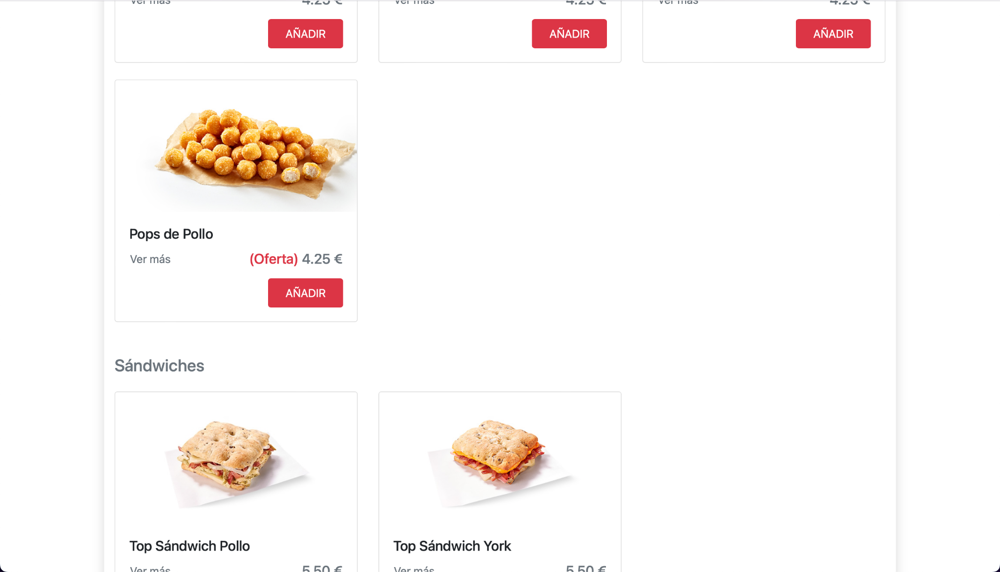 Ver más 4.25 € Ver más 4.25 € Ver más 4.25 €
AÑADIR AÑADIR AÑADIR
Pops de Pollo
Ver más (Oferta) 4.25 €
AÑADIR
Sándwiches
Top Sándwich Pollo Top Sándwich York
Ver más 5.50 € Ver más 5.50 €